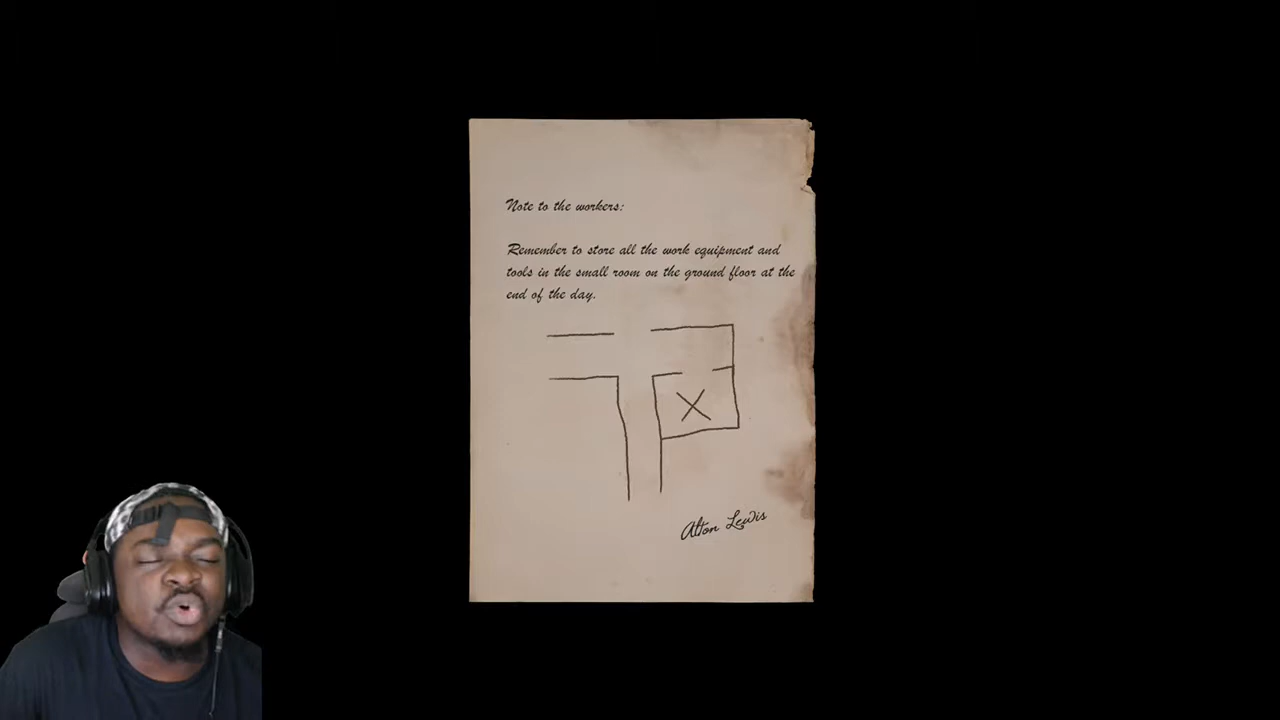 Note to the workers:
Remember to store all the work equipment and
tools in the small room on the ground floor at the
end of the day.
X
Alton Lewis